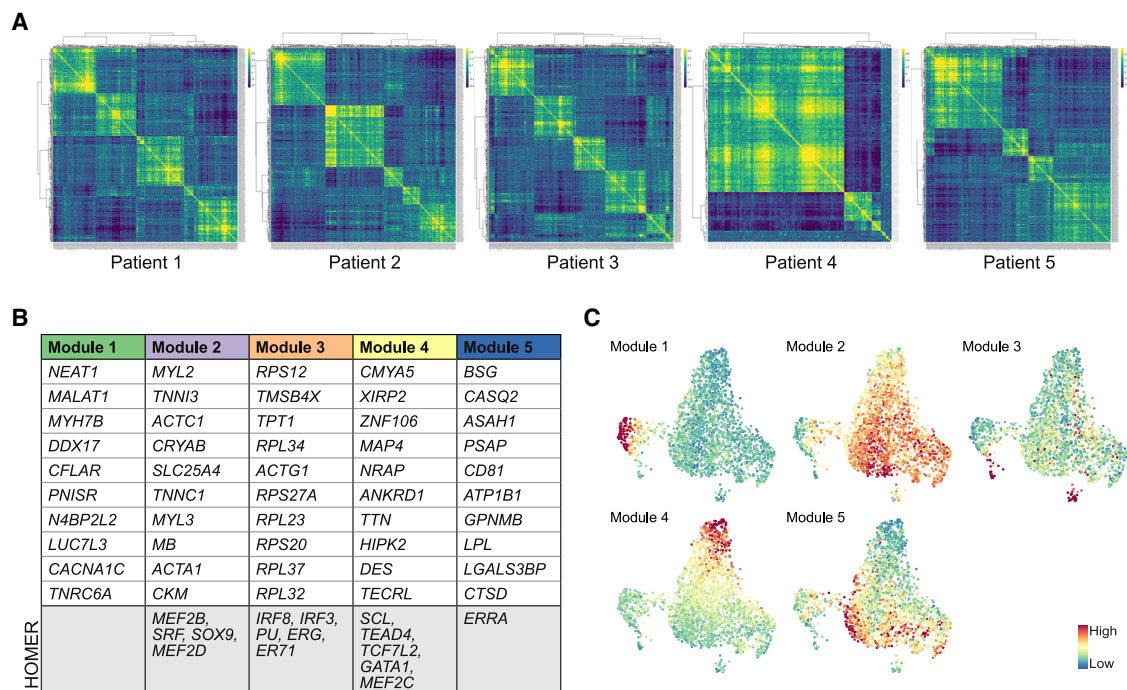 A
Patient 1
Patient 2
Patient 3
Patient 4
Patient 5
B
Module 1 Module 2 Module 3 Module 4 Module 5
NEAT1 MYL2 RPS12 CMYA5 BSG
MALAT1 TNNI3 TMSB4X XIRP2 CASQ2
MYH7B ACTC1 TPT1 ZNF106 ASAH1
DDX17 CRYAB RPL34 MAP4 PSAP
CFLAR SLC25A4 ACTG1 NRAP CD81
PNISR TNNC1 RPS27A ANKRD1 ATP1B1
N4BP2L2 MYL3 RPL23 TTN GPNMB
LUC7L3 MB RPS20 HIPK2 LPL
CACNA1C ACTA1 RPL37 DES LGALS3BP
TNRC6A CKM RPL32 TECRL CTSD
HOMER
MEF2B,
SRF, SOX9,
MEF2D
IRF8, IRF3,
PU, ERG,
ER71
SCL,
TEAD4,
TCF7L2,
GATA1,
MEF2C
ERRA
C
Module 1
Module 2
Module 3
Module 4
Module 5
High
Low